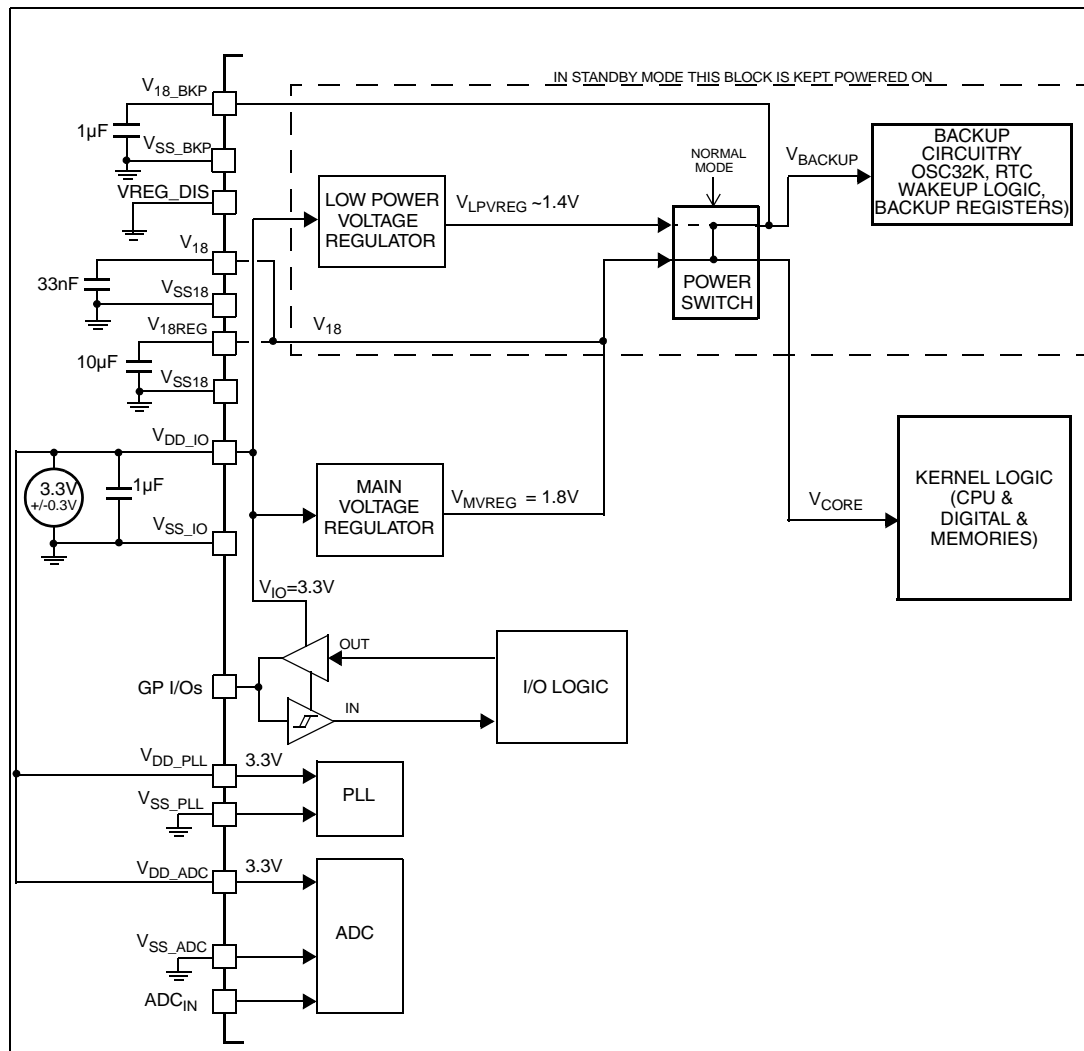 IN STANDBY MODE THIS BLOCK IS KEPT POWERED ON
V18_BKP
1µF
VSS_BKP
VREG_DIS
V18
33nF
VSS18
V18REG
10µF
VSS18
VDD_IO
3.3V
+/-0.3V
1µF
VSS_IO
GP I/Os
VDD_PLL
3.3V
VSS_PLL
VDD_ADC
3.3V
VSS_ADC
ADCIN
LOW POWER
VOLTAGE
REGULATOR
VLPVREG ~1.4V
NORMAL
MODE
POWER
SWITCH
VBACKUP
BACKUP
CIRCUITRY
OSC32K, RTC
WAKEUP LOGIC,
BACKUP REGISTERS)
V18
MAIN
VOLTAGE
REGULATOR
VMVREG = 1.8V
VCORE
KERNEL LOGIC
(CPU &
DIGITAL &
MEMORIES)
VIO=3.3V
OUT
IN
I/O LOGIC
PLL
ADC